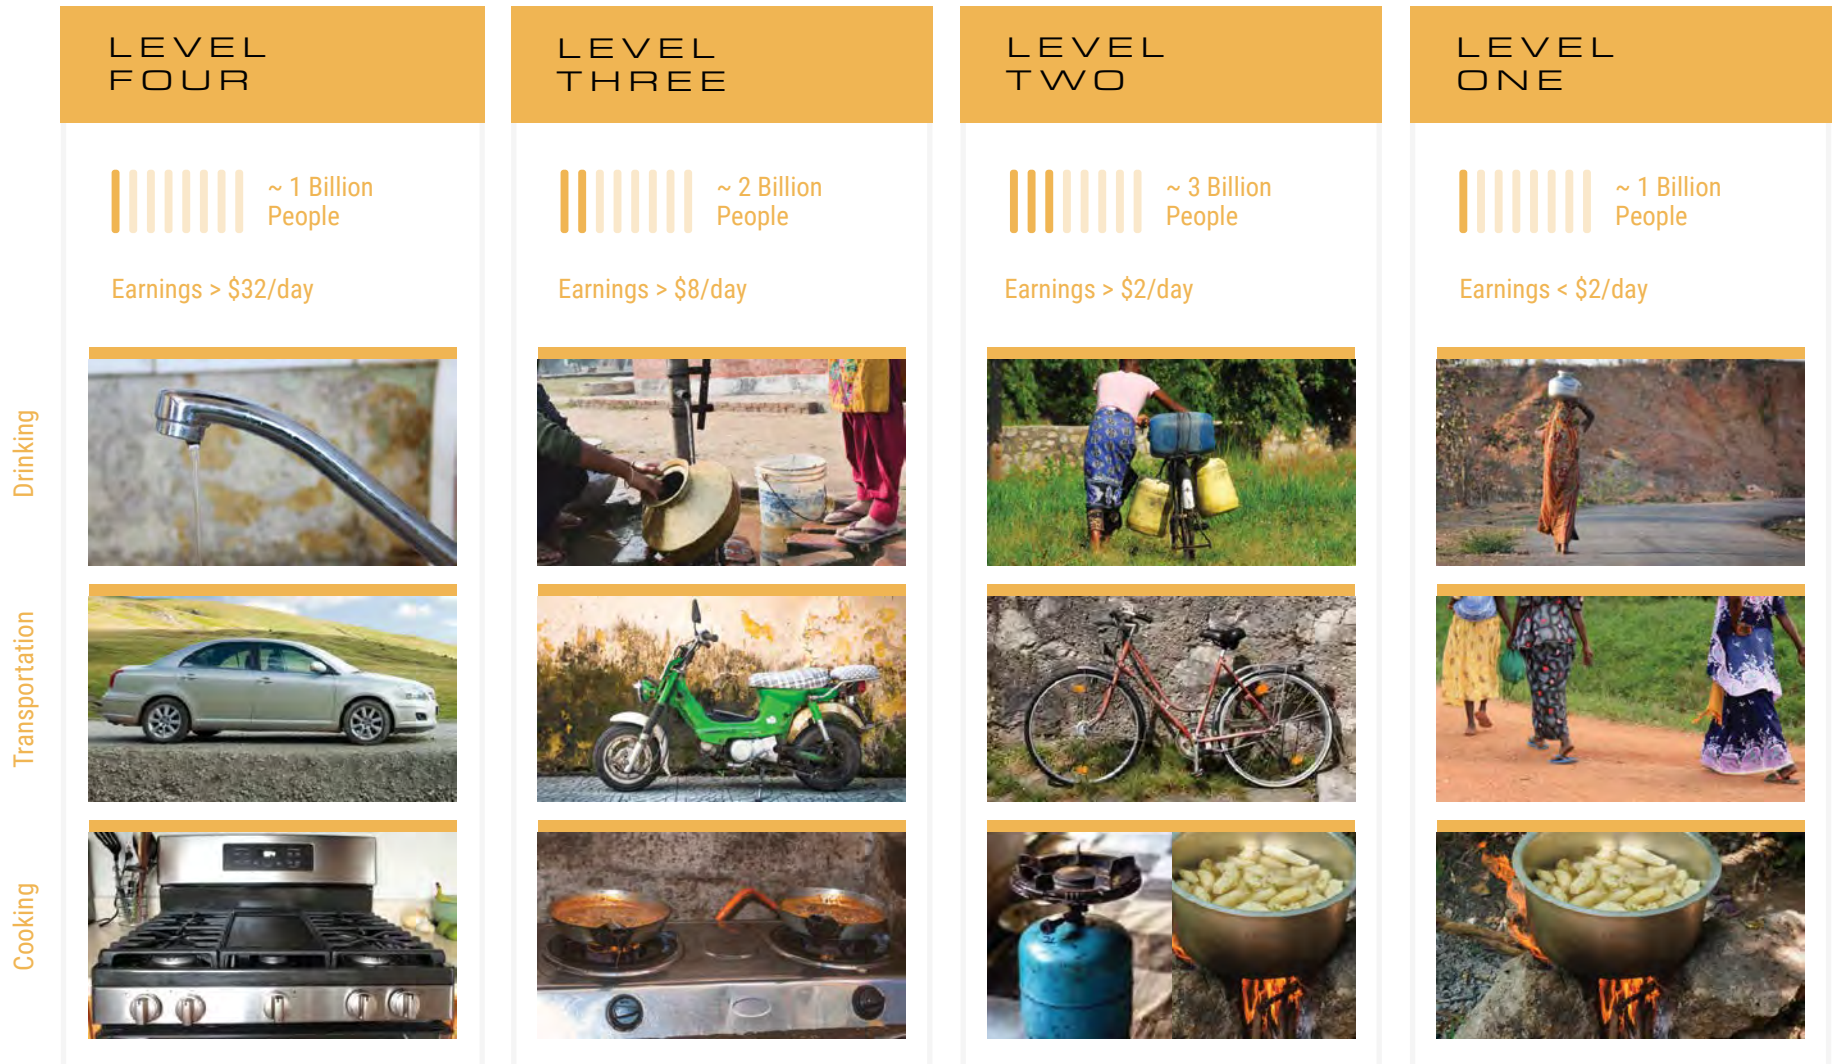 LEVEL
FOUR
~ 1 Billion
People
Earnings > $32/day
LEVEL
THREE
~ 2 Billion
People
Earnings > $8/day
LEVEL
TWO
~ 3 Billion
People
Earnings > $2/day
LEVEL
ONE
~ 1 Billion
People
Earnings < $2/day
Drinking
Transportation
Cooking